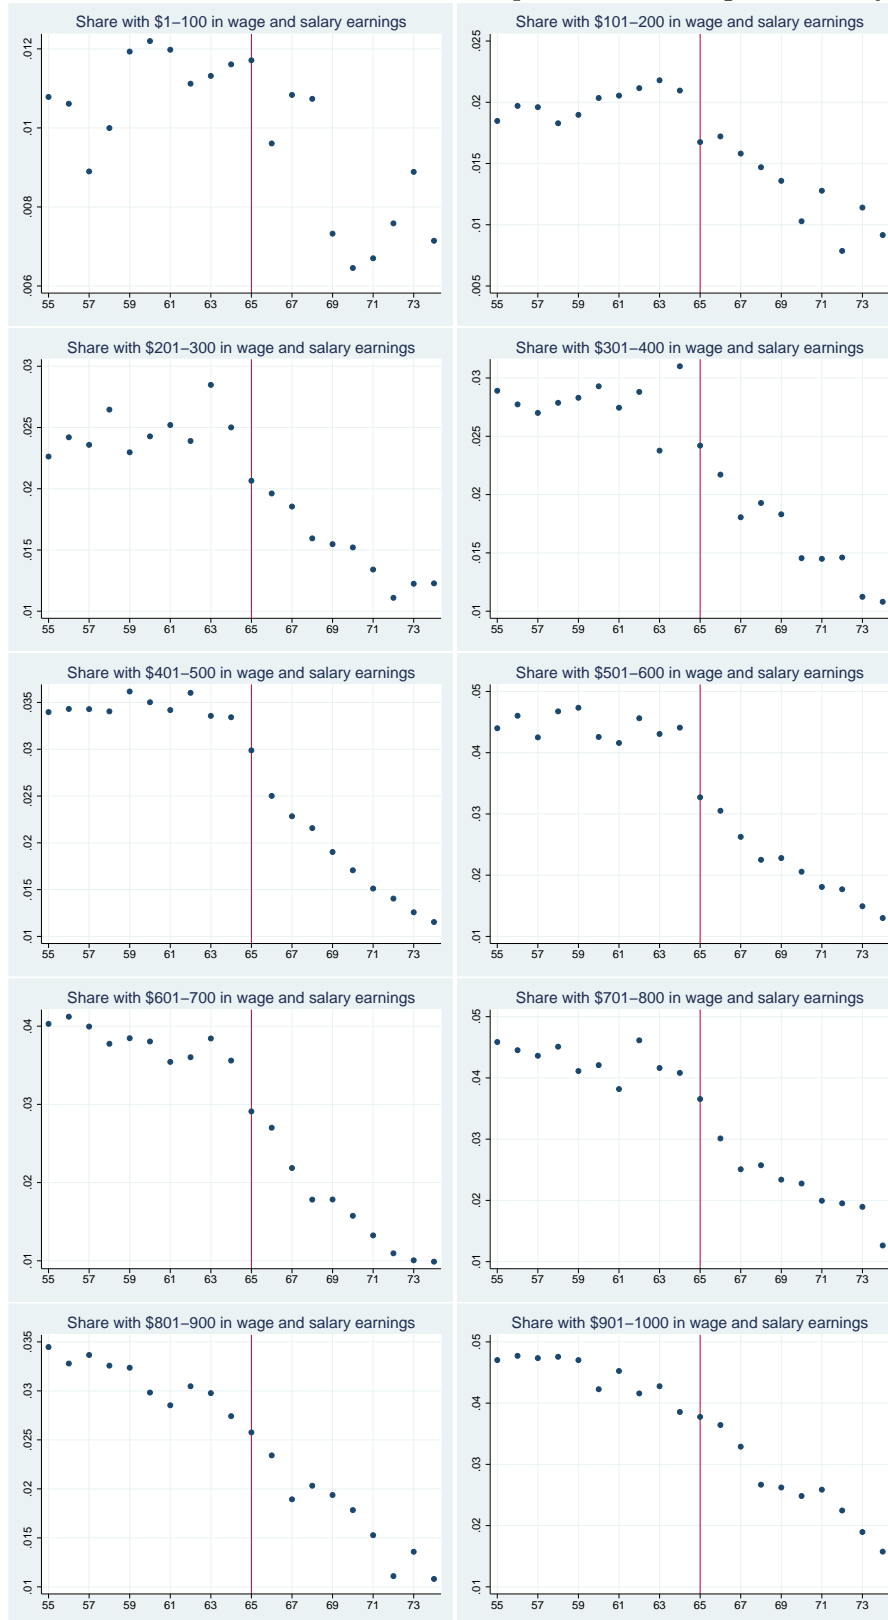 Share with $1–100 in wage and salary earnings
.012
.01
.008
.006
55 57 59 61 63 65 67 69 71 73
Share with $101–200 in wage and salary earnings
.025
.02
.015
.01
.005
55 57 59 61 63 65 67 69 71 73
Share with $201–300 in wage and salary earnings
.03
.025
.02
.015
.01
55 57 59 61 63 65 67 69 71 73
Share with $301–400 in wage and salary earnings
.03
.025
.02
.015
.01
55 57 59 61 63 65 67 69 71 73
Share with $401–500 in wage and salary earnings
.035
.03
.025
.02
.015
.01
55 57 59 61 63 65 67 69 71 73
Share with $501–600 in wage and salary earnings
.05
.04
.03
.02
.01
55 57 59 61 63 65 67 69 71 73
Share with $601–700 in wage and salary earnings
.04
.03
.02
.01
55 57 59 61 63 65 67 69 71 73
Share with $701–800 in wage and salary earnings
.05
.04
.03
.02
.01
55 57 59 61 63 65 67 69 71 73
Share with $801–900 in wage and salary earnings
.035
.03
.025
.02
.015
.01
55 57 59 61 63 65 67 69 71 73
Share with $901–1000 in wage and salary earnings
.05
.04
.03
.02
.01
55 57 59 61 63 65 67 69 71 73